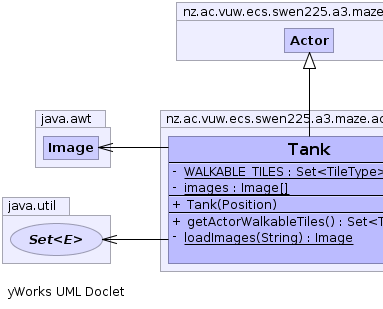 nz.ac.vuw.ecs.swen225.a3.maze
Actor
java.awt
Image
nz.ac.vuw.ecs.swen225.a3.maze.ac
Tank
- WALKABLE_TILES : Set<TileType>
- images : Image[]
+ Tank(Position)
+ getActorWalkableTiles() : Set<T
- loadImages(String) : Image
java.util
Set<E>
yWorks UML Doclet